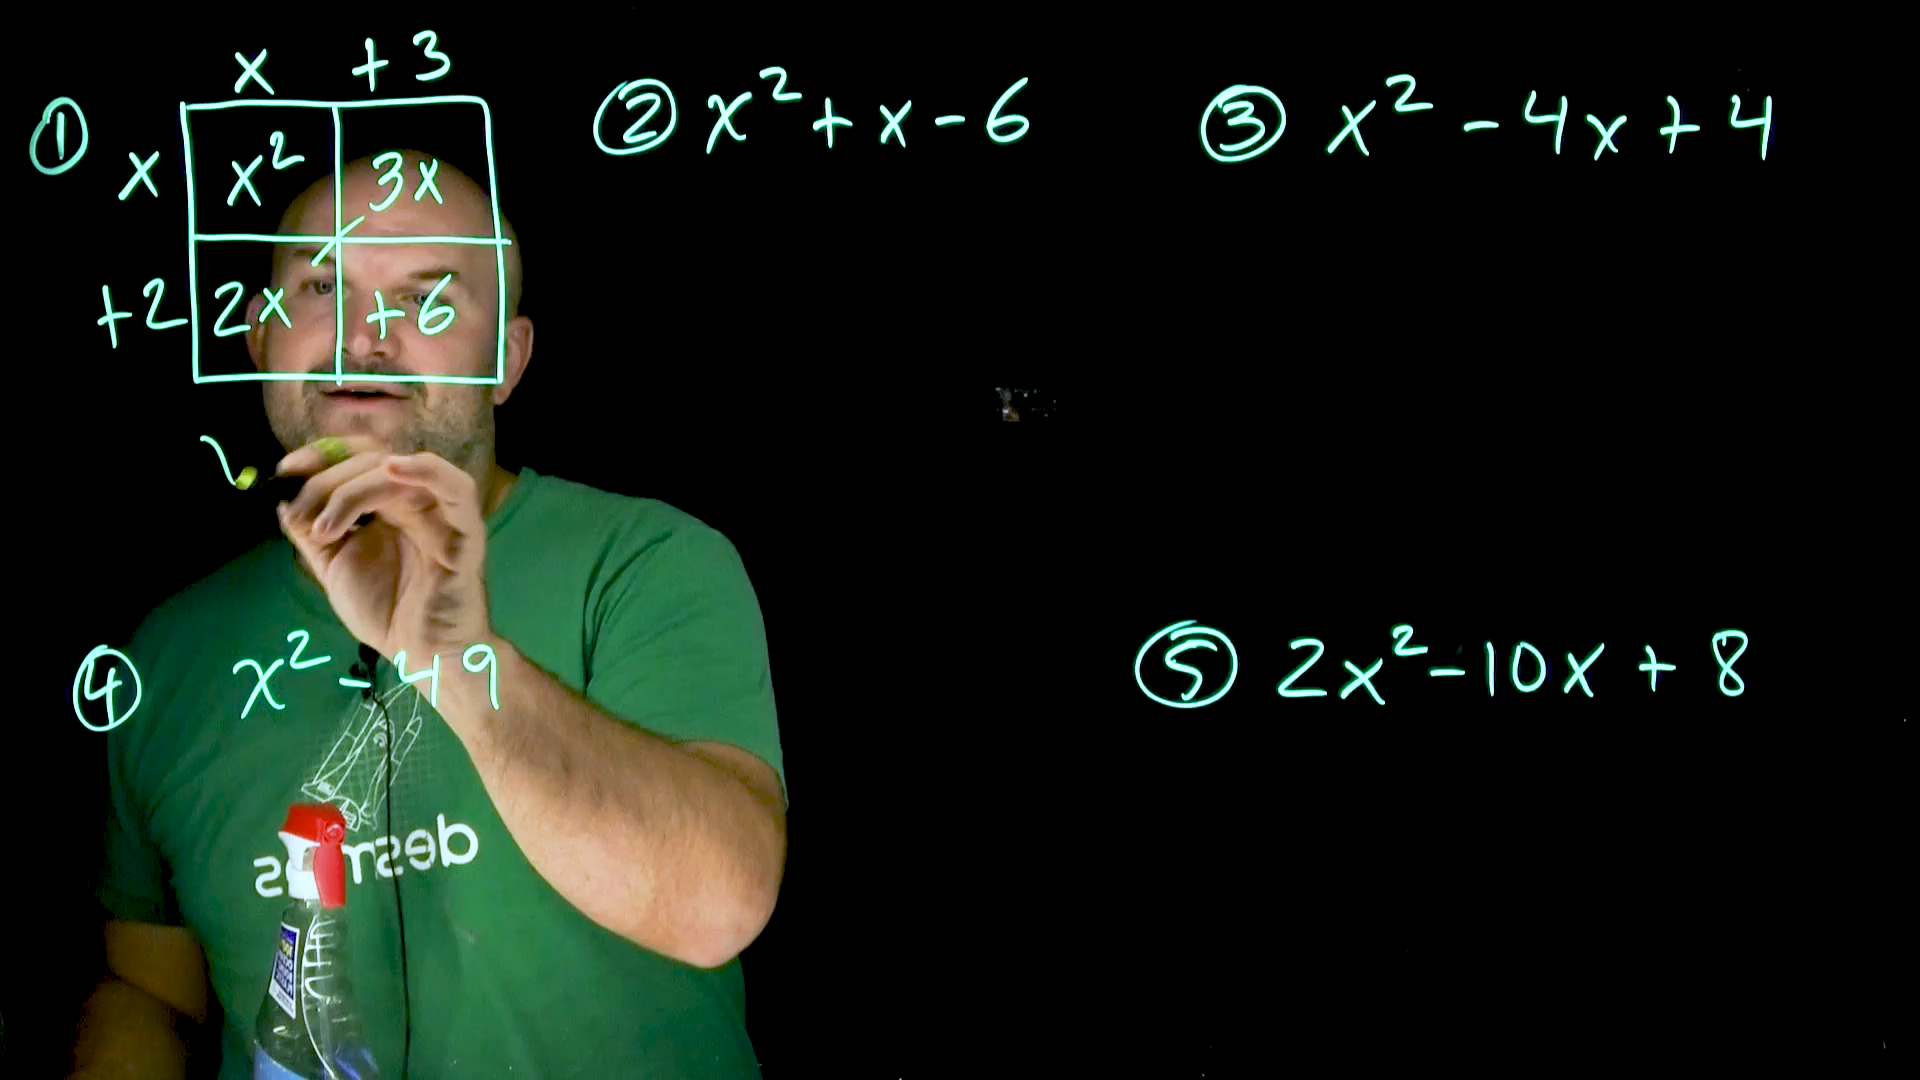 x +3
① x x² 3x
+2 2x +6
② x² + x - 6
③ x² - 4x + 4
④ x² - 49
⑤ 2x² - 10x + 8